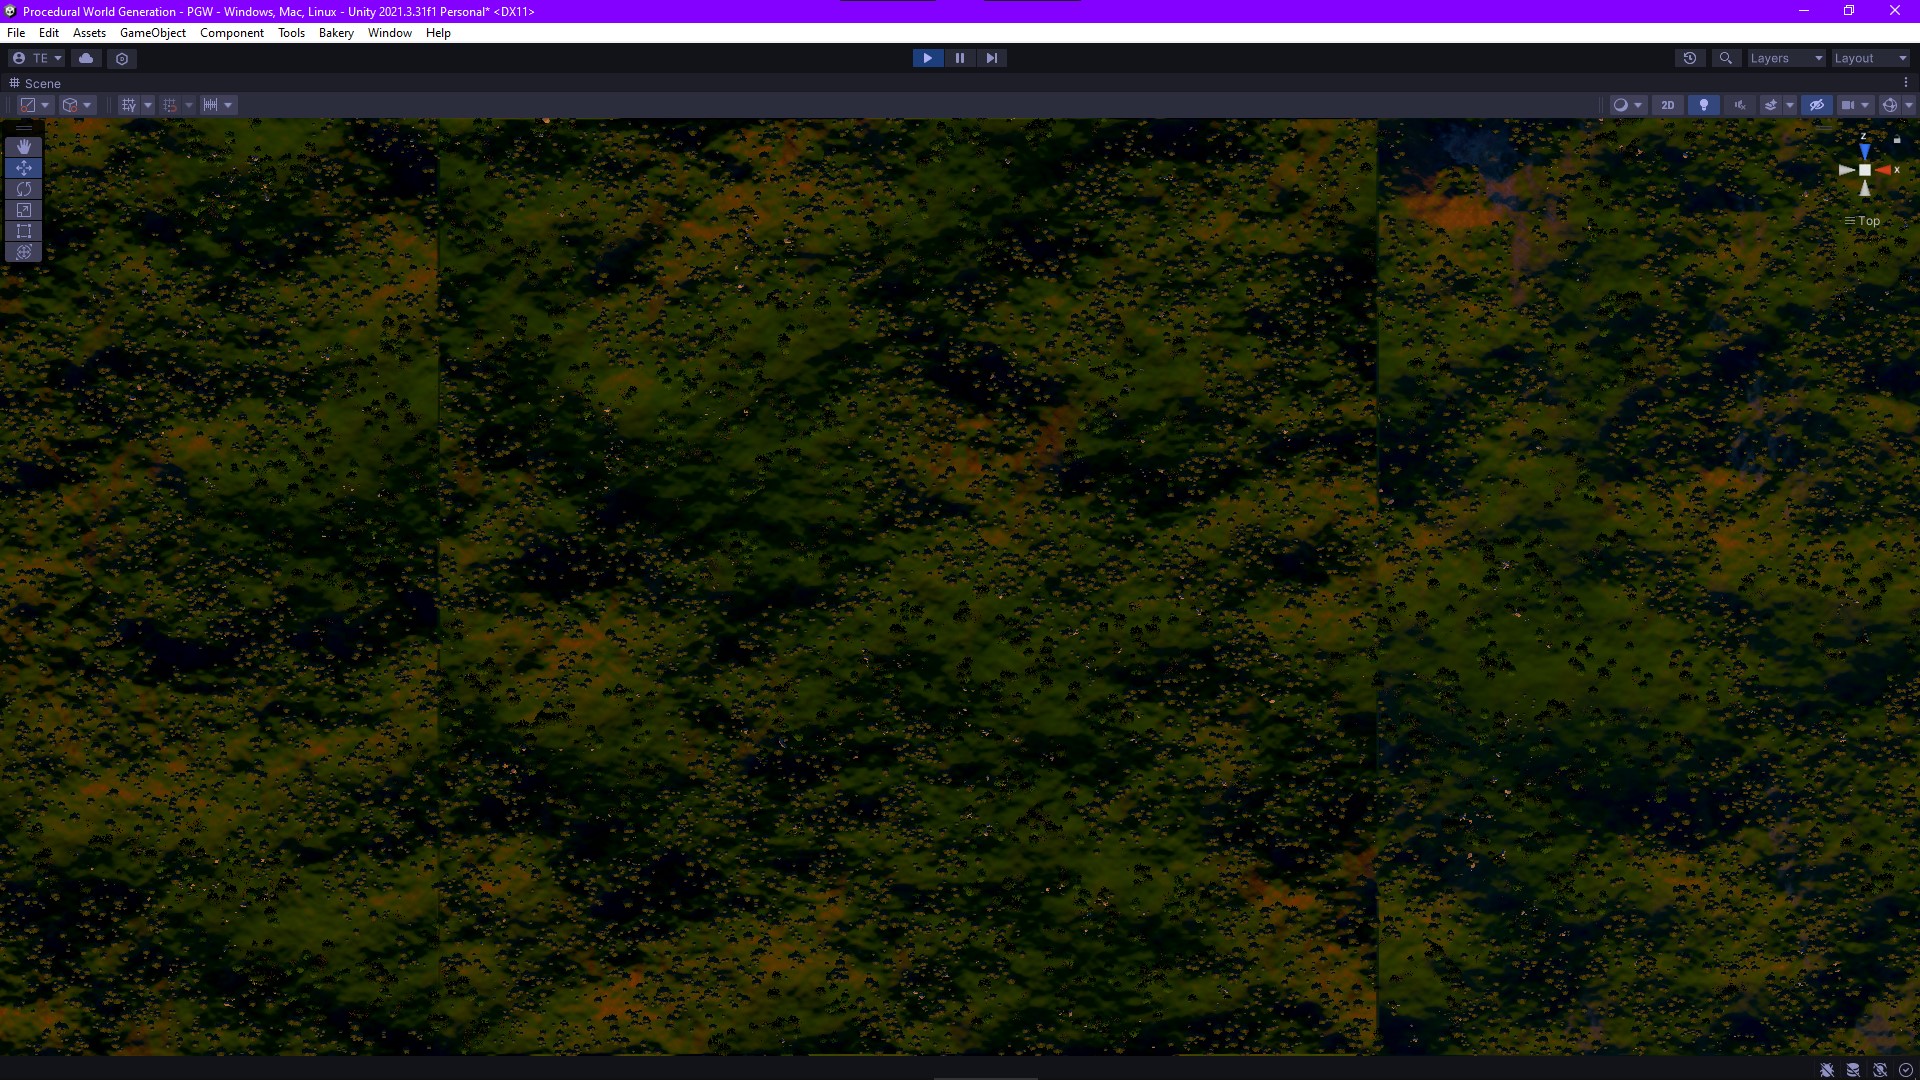 Procedural World Generation - PGW - Windows, Mac, Linux - Unity 2021.3.31f1 Personal* <DX11>
File Edit Assets GameObject Component Tools Bakery Window Help
TE Layers Layout
Scene
2D
z
x
Top